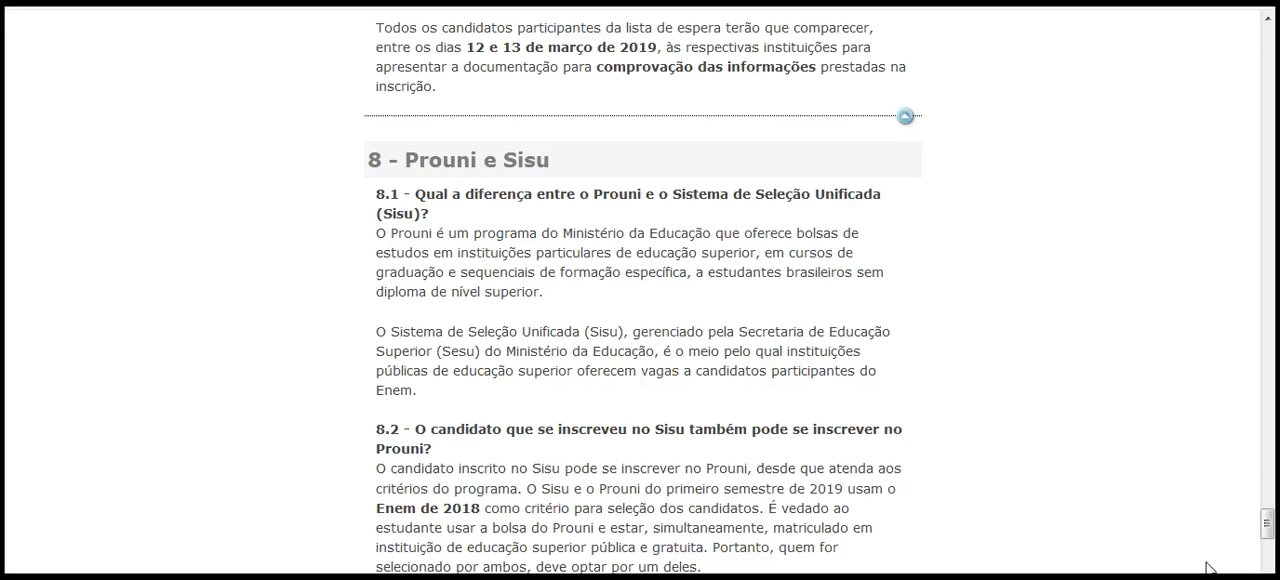 Todos os candidatos participantes da lista de espera terão que comparecer,
entre os dias 12 e 13 de março de 2019, às respectivas instituições para
apresentar a documentação para comprovação das informações prestadas na
inscrição.
8 - Prouni e Sisu
8.1 - Qual a diferença entre o Prouni e o Sistema de Seleção Unificada
(Sisu)?
O Prouni é um programa do Ministério da Educação que oferece bolsas de
estudos em instituições particulares de educação superior, em cursos de
graduação e sequenciais de formação específica, a estudantes brasileiros sem
diploma de nível superior.
O Sistema de Seleção Unificada (Sisu), gerenciado pela Secretaria de Educação
Superior (Sesu) do Ministério da Educação, é o meio pelo qual instituições
públicas de educação superior oferecem vagas a candidatos participantes do
Enem.
8.2 - O candidato que se inscreveu no Sisu também pode se inscrever no
Prouni?
O candidato inscrito no Sisu pode se inscrever no Prouni, desde que atenda aos
critérios do programa. O Sisu e o Prouni do primeiro semestre de 2019 usam o
Enem de 2018 como critério para seleção dos candidatos. É vedado ao
estudante usar a bolsa do Prouni e estar, simultaneamente, matriculado em
instituição de educação superior pública e gratuita. Portanto, quem for
selecionado por ambos, deve optar por um deles.